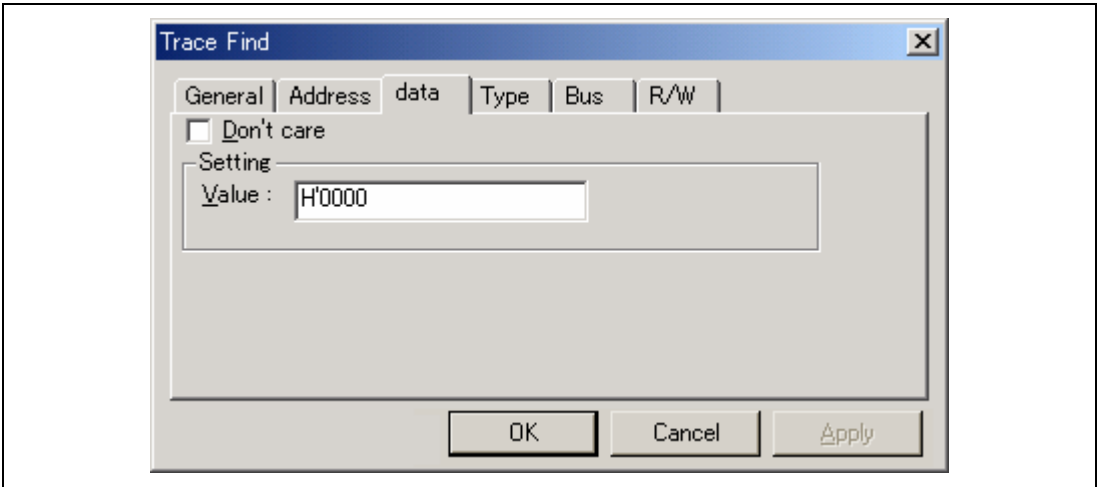 Trace Find
General Address data Type Bus R/W
Don't care
Setting
Value : H'0000
OK Cancel Apply